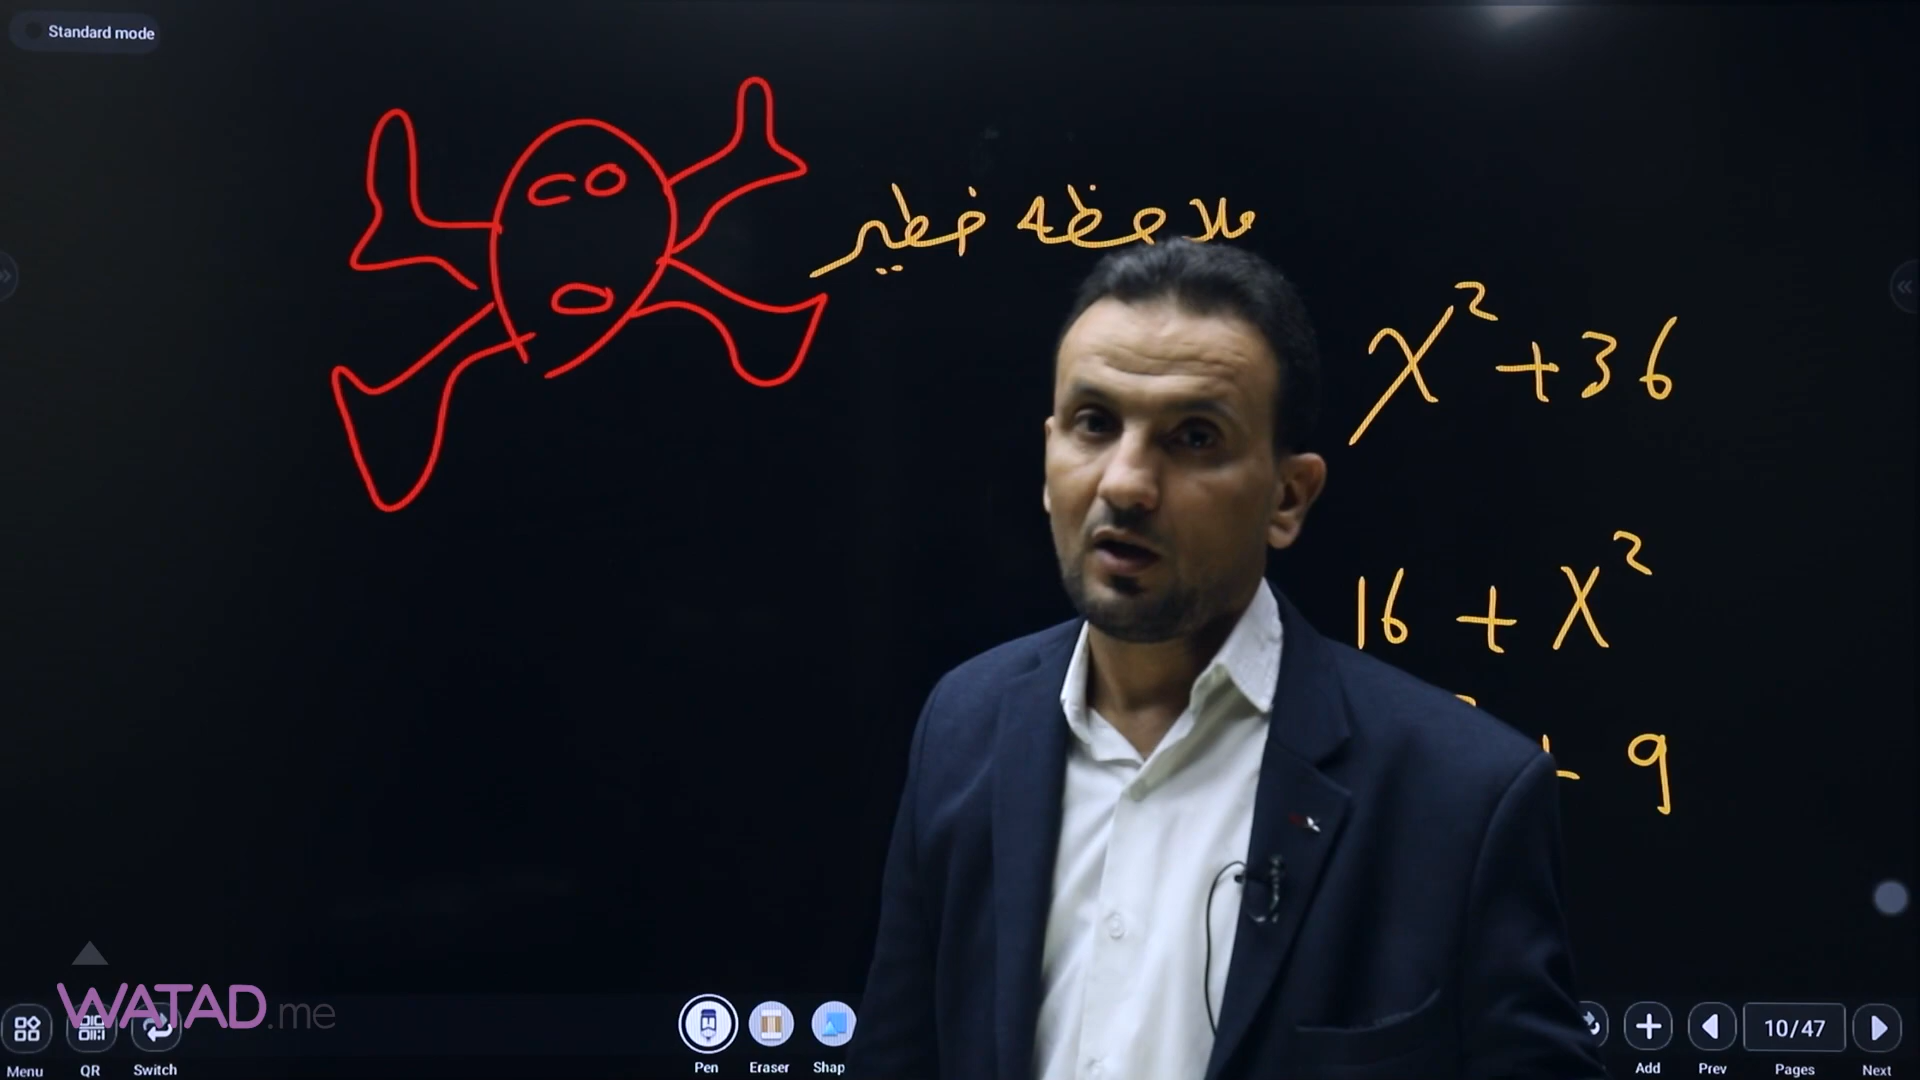 Standard mode
ملاحظه خطير
x² + 36
16 + x²
+ 9
WATAD.me
Menu QR Switch Pen Eraser Shap Add Prev 10/47 Pages Next